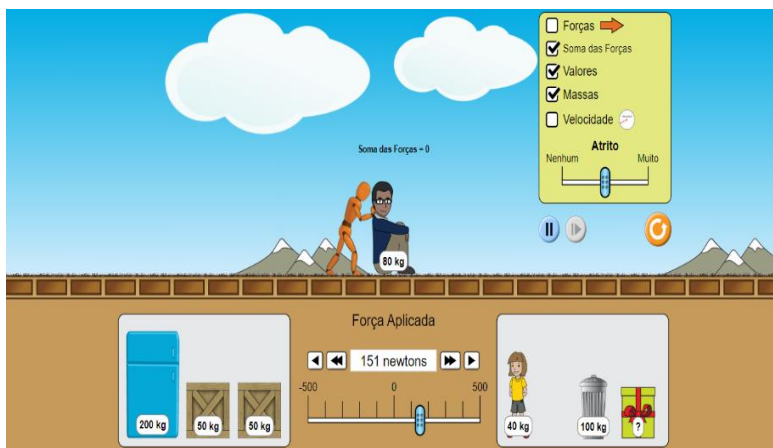 Forças
Soma das Forças
Valores
Massas
Velocidade
Atrito
Nenhum Muito
Soma das Forças = 0
80 kg
Força Aplicada
151 newtons
-500 0 500
200 kg
50 kg
50 kg
40 kg
100 kg
?